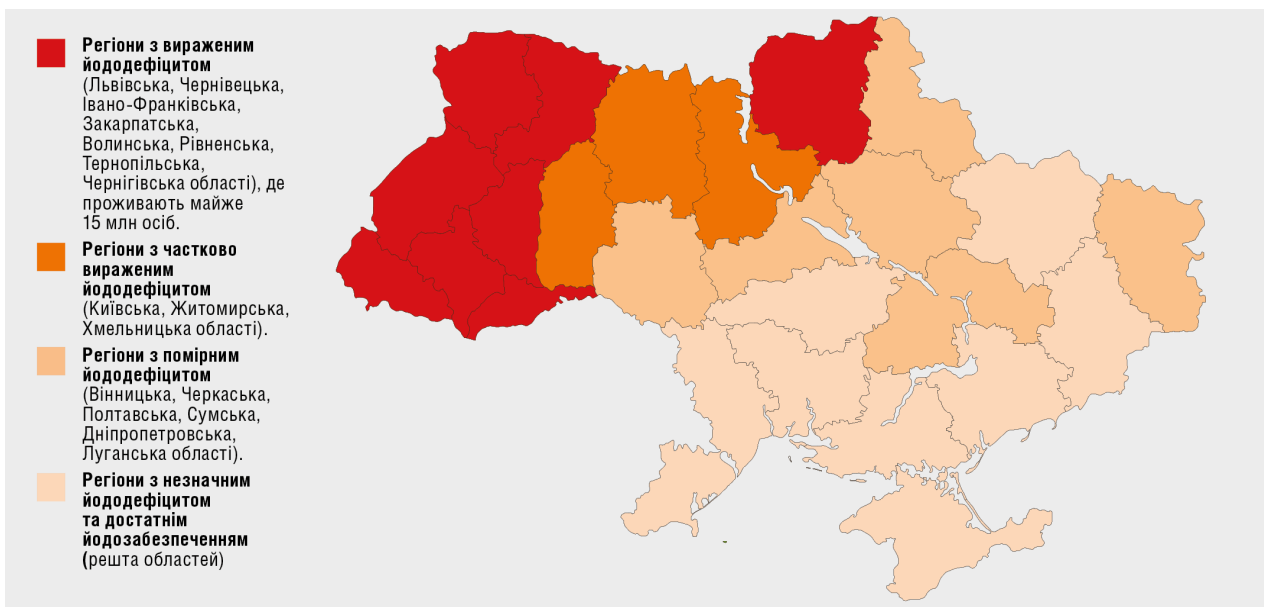 Регіони з вираженим
йододефіцитом
(Львівська, Чернівецька,
Івано-Франківська,
Закарпатська,
Волинська, Рівненська,
Тернопільська,
Чернігівська області), де
проживають майже
15 млн осіб.
Регіони з частково
вираженим
йододефіцитом
(Київська, Житомирська,
Хмельницька області).
Регіони з помірним
йододефіцитом
(Вінницька, Черкаська,
Полтавська, Сумська,
Дніпропетровська,
Луганська області).
Регіони з незначним
йододефіцитом
та достатнім
йодозабезпеченням
(решта областей)